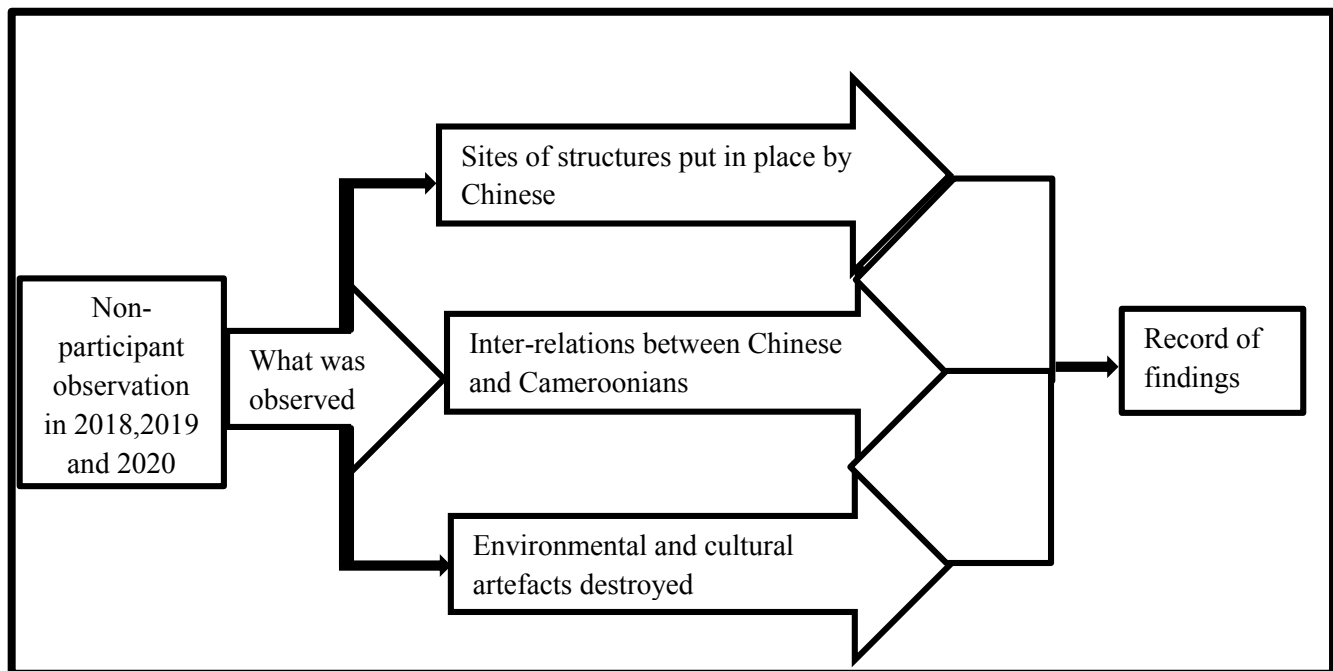 Non-
participant
observation
in 2018,2019
and 2020
What was
observed
Sites of structures put in place by
Chinese
Inter-relations between Chinese
and Cameroonians
Environmental and cultural
artefacts destroyed
Record of
findings